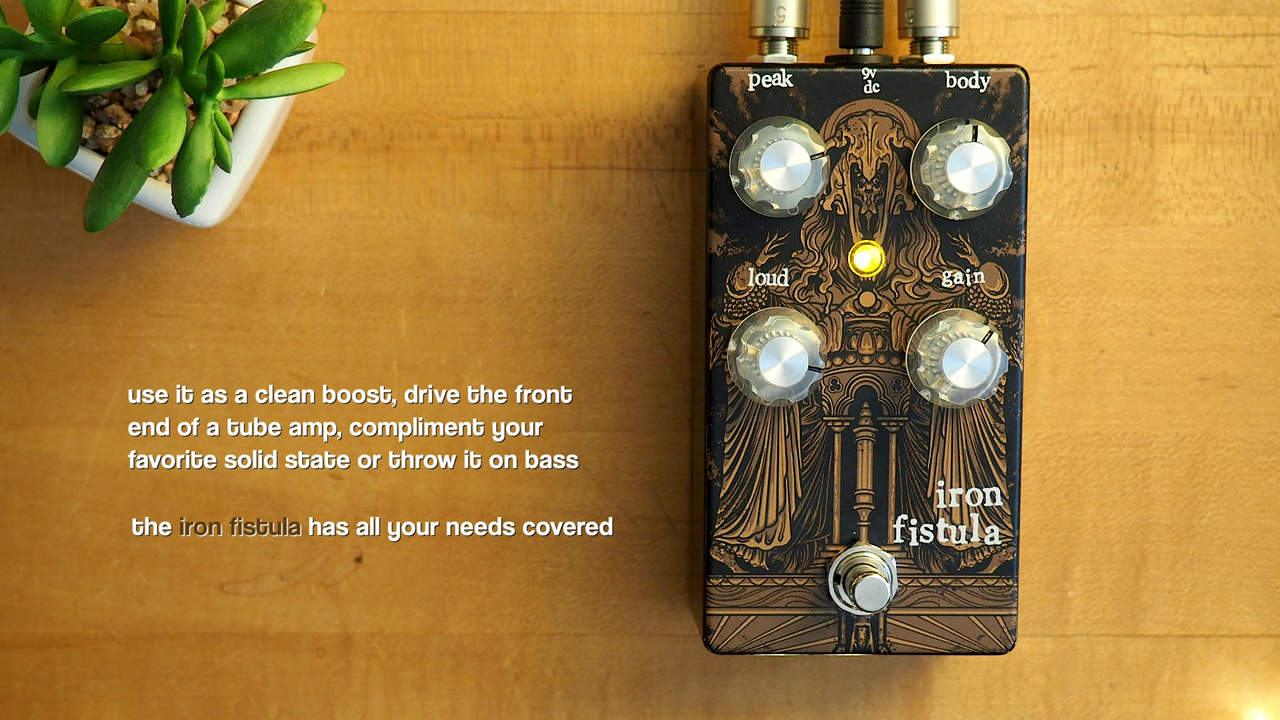 peak
9v
dc
body
loud
gain
use it as a clean boost, drive the front
end of a tube amp, compliment your
favorite solid state or throw it on bass
the iron fistula has all your needs covered
iron
fistula